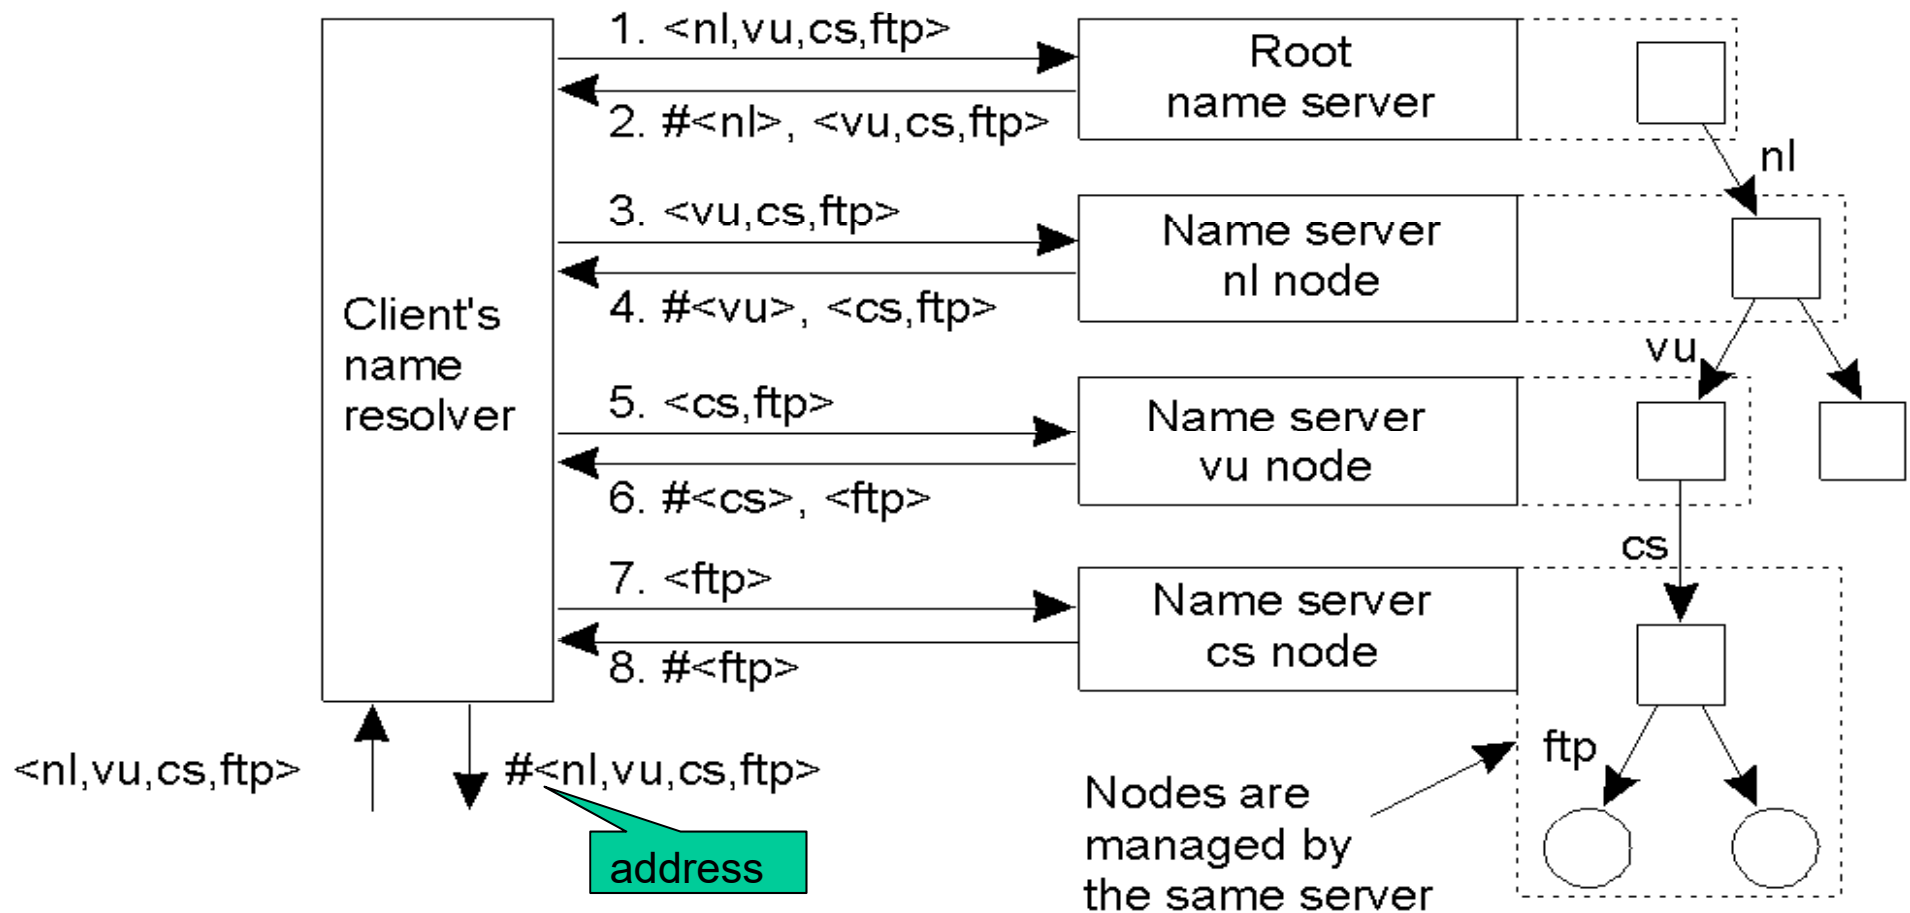 1. <nl,vu,cs,ftp>
Root
name server
2. #<nl>, <vu,cs,ftp>
nl
3. <vu,cs,ftp>
Name server
nl node
4. #<vu>, <cs,ftp>
Client's
name
resolver
vu
5. <cs,ftp>
Name server
vu node
6. #<cs>, <ftp>
cs
7. <ftp>
Name server
cs node
8. #<ftp>
<nl,vu,cs,ftp>
#<nl,vu,cs,ftp>
address
ftp
Nodes are
managed by
the same server